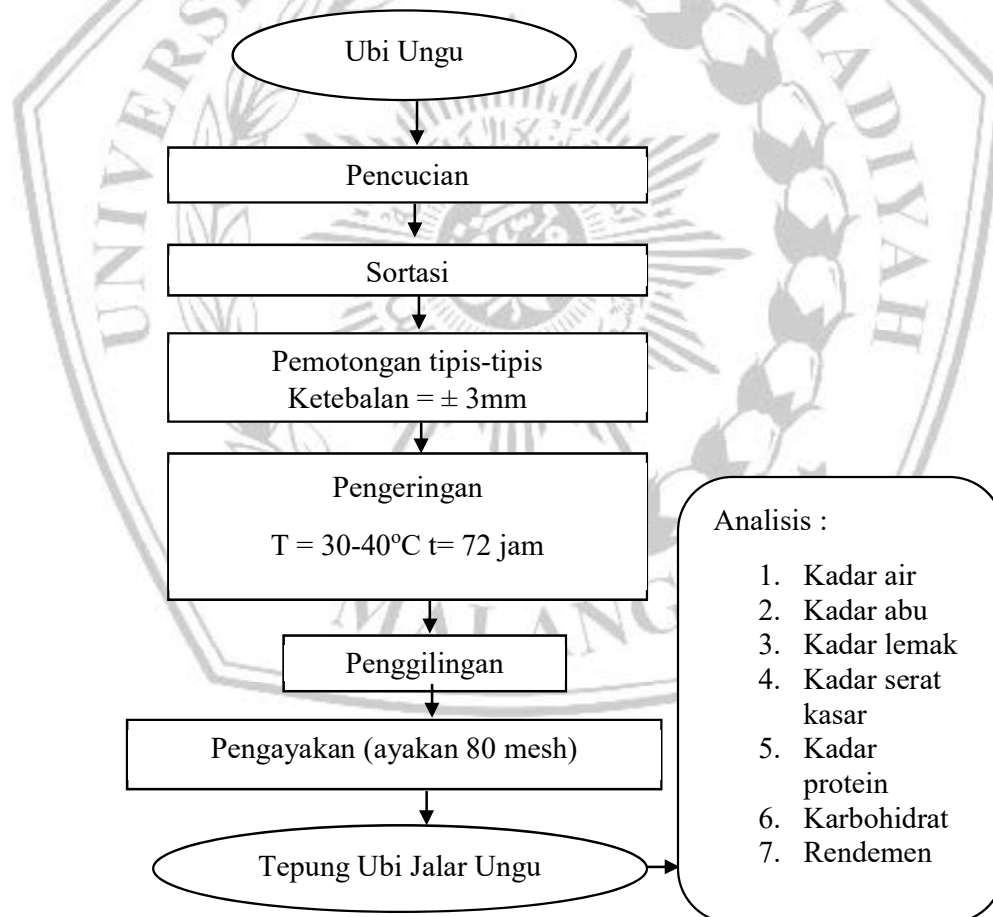 Ubi Ungu
Pencucian
Sortasi
Pemotongan tipis-tipis
Ketebalan = ± 3mm
Pengeringan
T = 30-40°C t= 72 jam
Penggilingan
Pengayakan (ayakan 80 mesh)
Tepung Ubi Jalar Ungu
Analisis :
1. Kadar air
2. Kadar abu
3. Kadar lemak
4. Kadar serat
kasar
5. Kadar
protein
6. Karbohidrat
7. Rendemen
MALANG